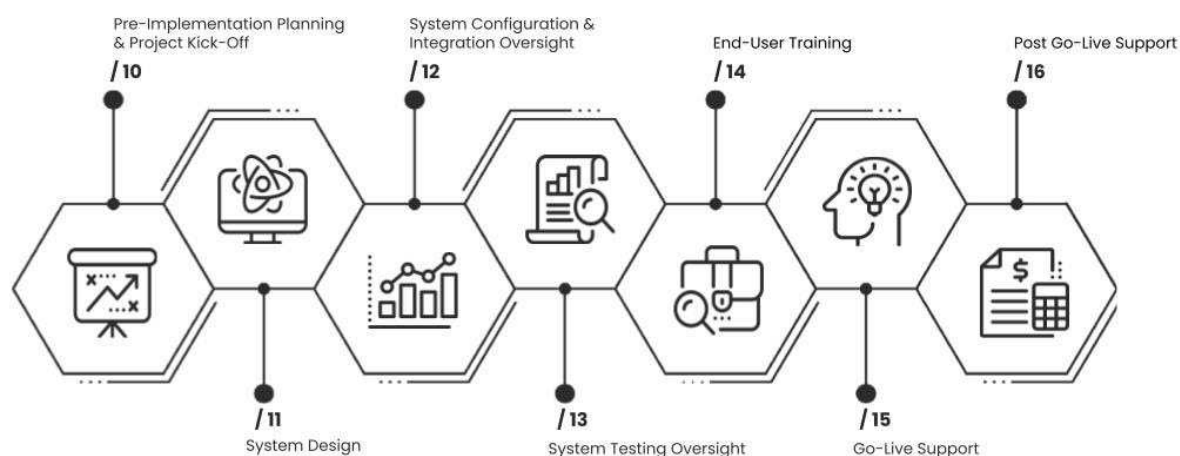 Pre-Implementation Planning
& Project Kick-Off
/ 10
System Configuration &
Integration Oversight
/ 12
End-User Training
/ 14
Post Go-Live Support
/ 16
/ 11
System Design
/ 13
System Testing Oversight
/ 15
Go-Live Support